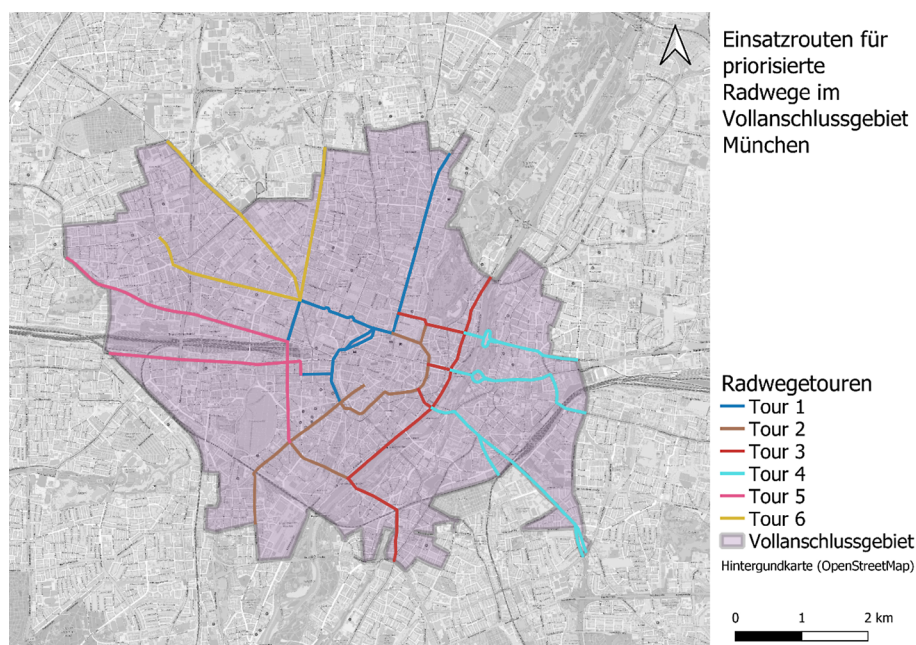 Einsatzrouten für
priorisierte
Radwege im
Vollanschlussgebiet
München
Radwegetouren
Tour 1
Tour 2
Tour 3
Tour 4
Tour 5
Tour 6
Vollanschlussgebiet
Hintergundkarte (OpenStreetMap)
0 1 2 km